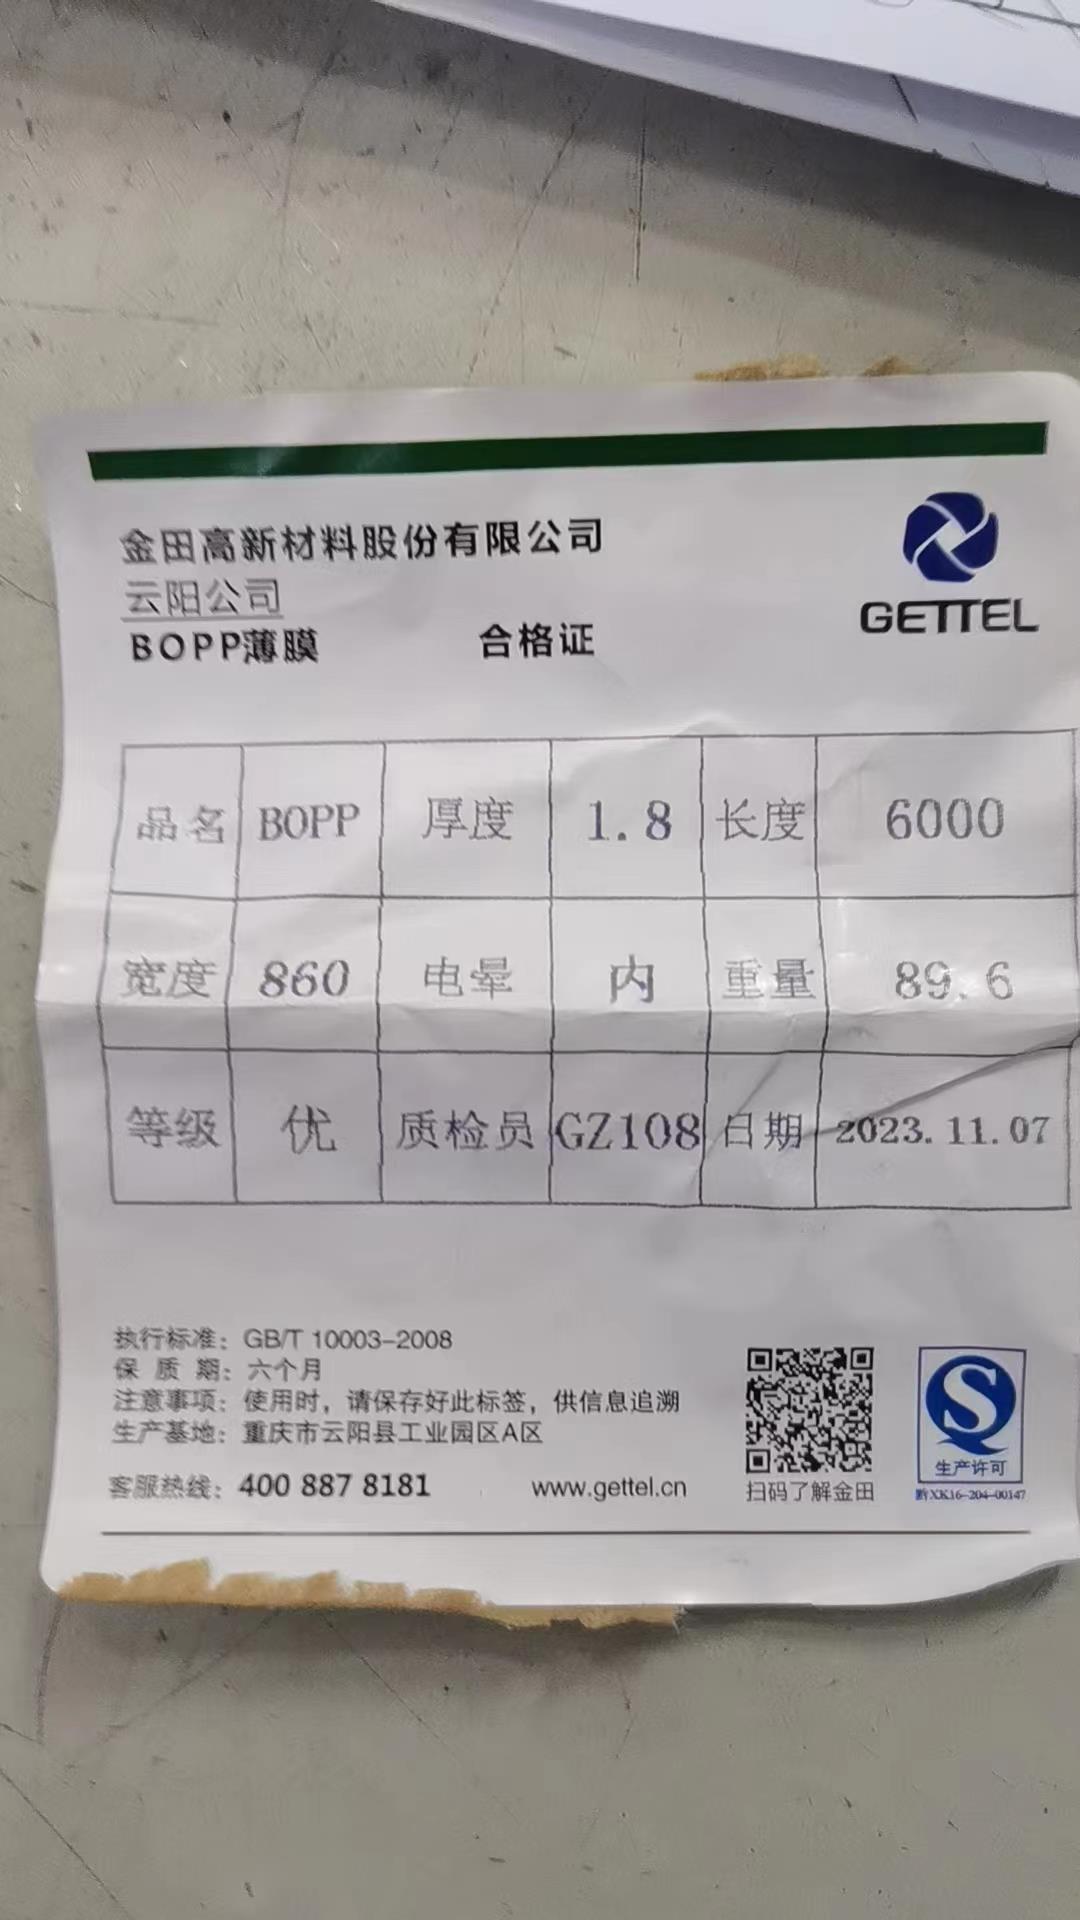 金田高新材料股份有限公司
云阳公司
BOPP薄膜 合格证
GETTEL
品名 BOPP 厚度 1.8 长度 6000
宽度 860 电晕 内 重量 89.6
等级 优 质检员 GZ108 日期 2023.11.07
执行标准：GB/T 10003-2008
保 质 期：六个月
注意事项：使用时，请保存好此标签，供信息追溯
生产基地：重庆市云阳县工业园区A区
客服热线：400 887 8181 www.gettel.cn
扫码了解金田
生产许可
XK16-204-00147